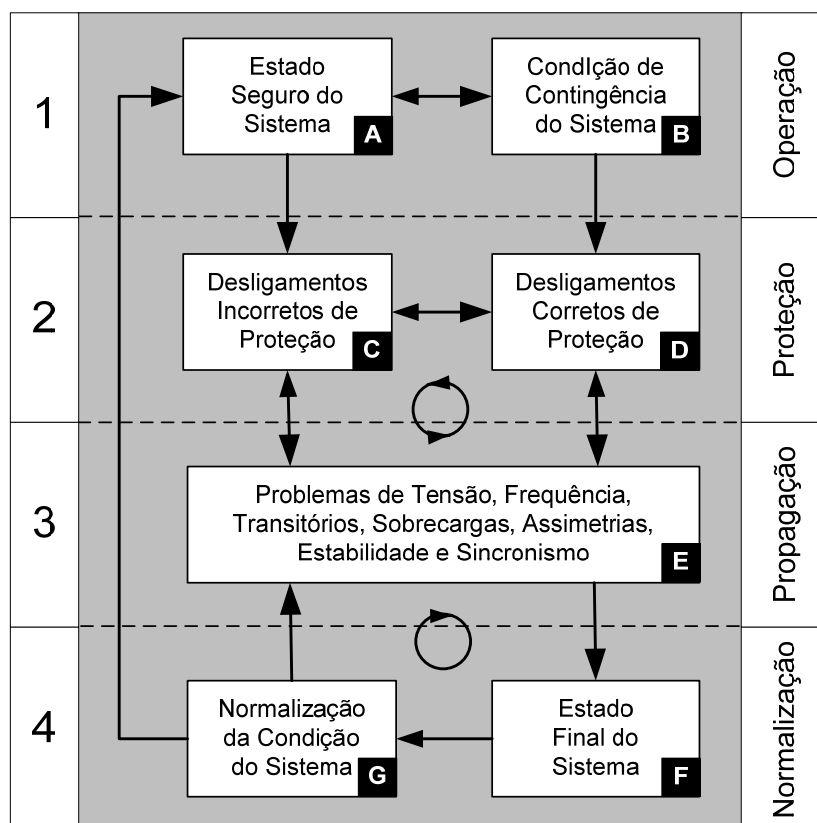 1
Estado
Seguro do
Sistema
A
CondIção de
Contingência
do Sistema
B
Operação
2
Desligamentos
Incorretos de
Proteção
C
Desligamentos
Corretos de
Proteção
D
Proteção
3
Problemas de Tensão, Frequência,
Transitórios, Sobrecargas, Assimetrias,
Estabilidade e Sincronismo
E
Propagação
4
Normalização
da Condição
do Sistema
G
Estado
Final do
Sistema
F
Normalização